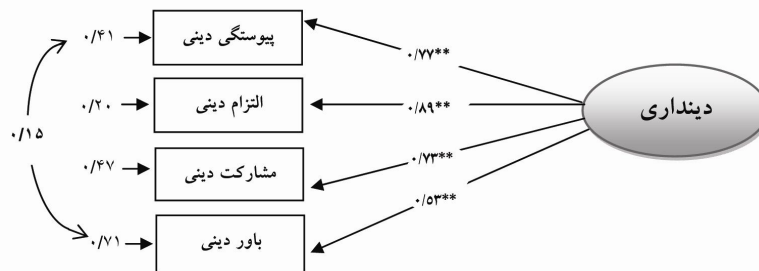 ۰/۴۱
پیوستگی دینی
۰/۷۷**
دینداری
۰/۲۰
التزام دینی
۰/۸۹**
۰/۱۵
۰/۴۷
مشارکت دینی
۰/۷۳**
۰/۷۱
باور دینی
۰/۵۳**